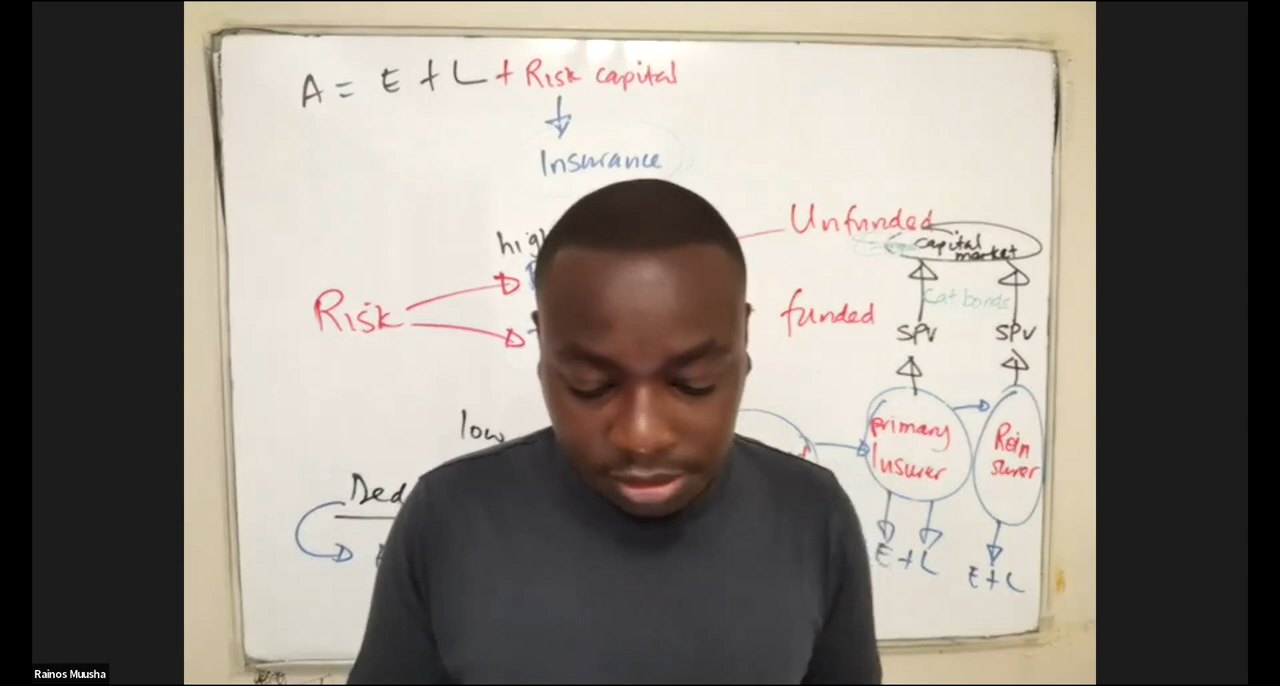 A = E + L + Risk capital
Insurance
Unfunded
capital
market
Risk
funded
cat bonds
SPV SPV
low
primary
Insurer
Rein
surer
E + L
E + L
Rainos Muusha